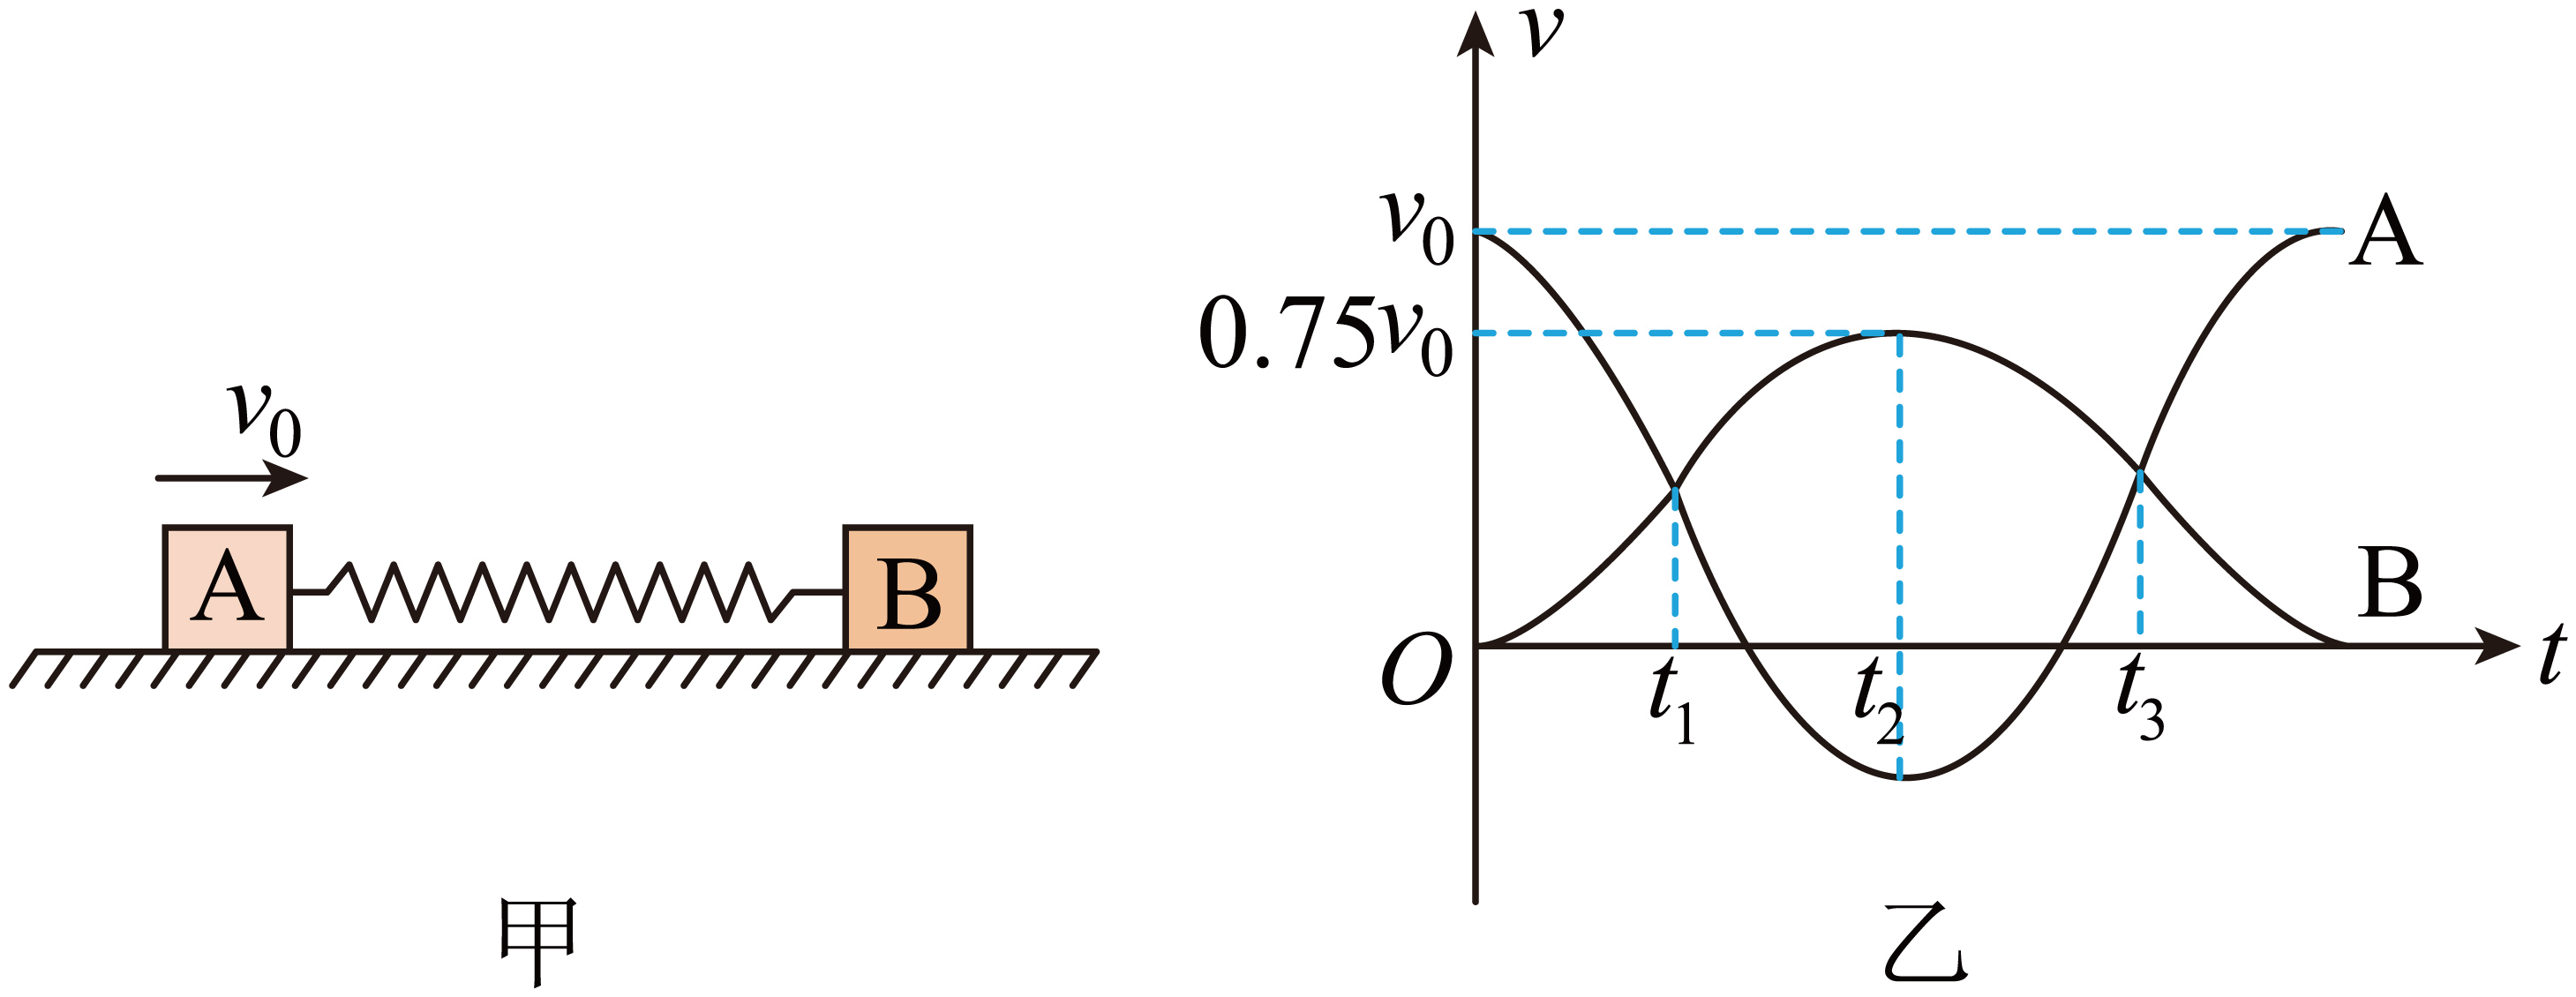 v₀
A
B
甲
v
v₀
0.75v₀
O
t₁
t₂
t₃
t
A
B
乙